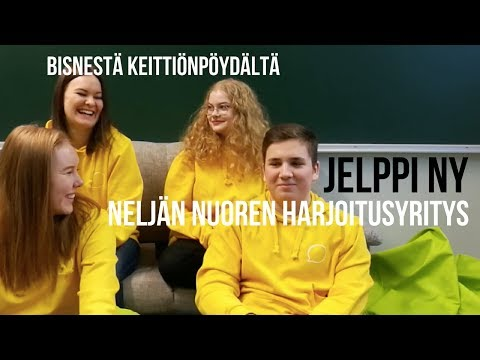 BISNESTÄ KEITTIÖNPÖYDÄLTÄ
JELPPI NY
NELJÄN NUOREN HARJOITUSYRITYS